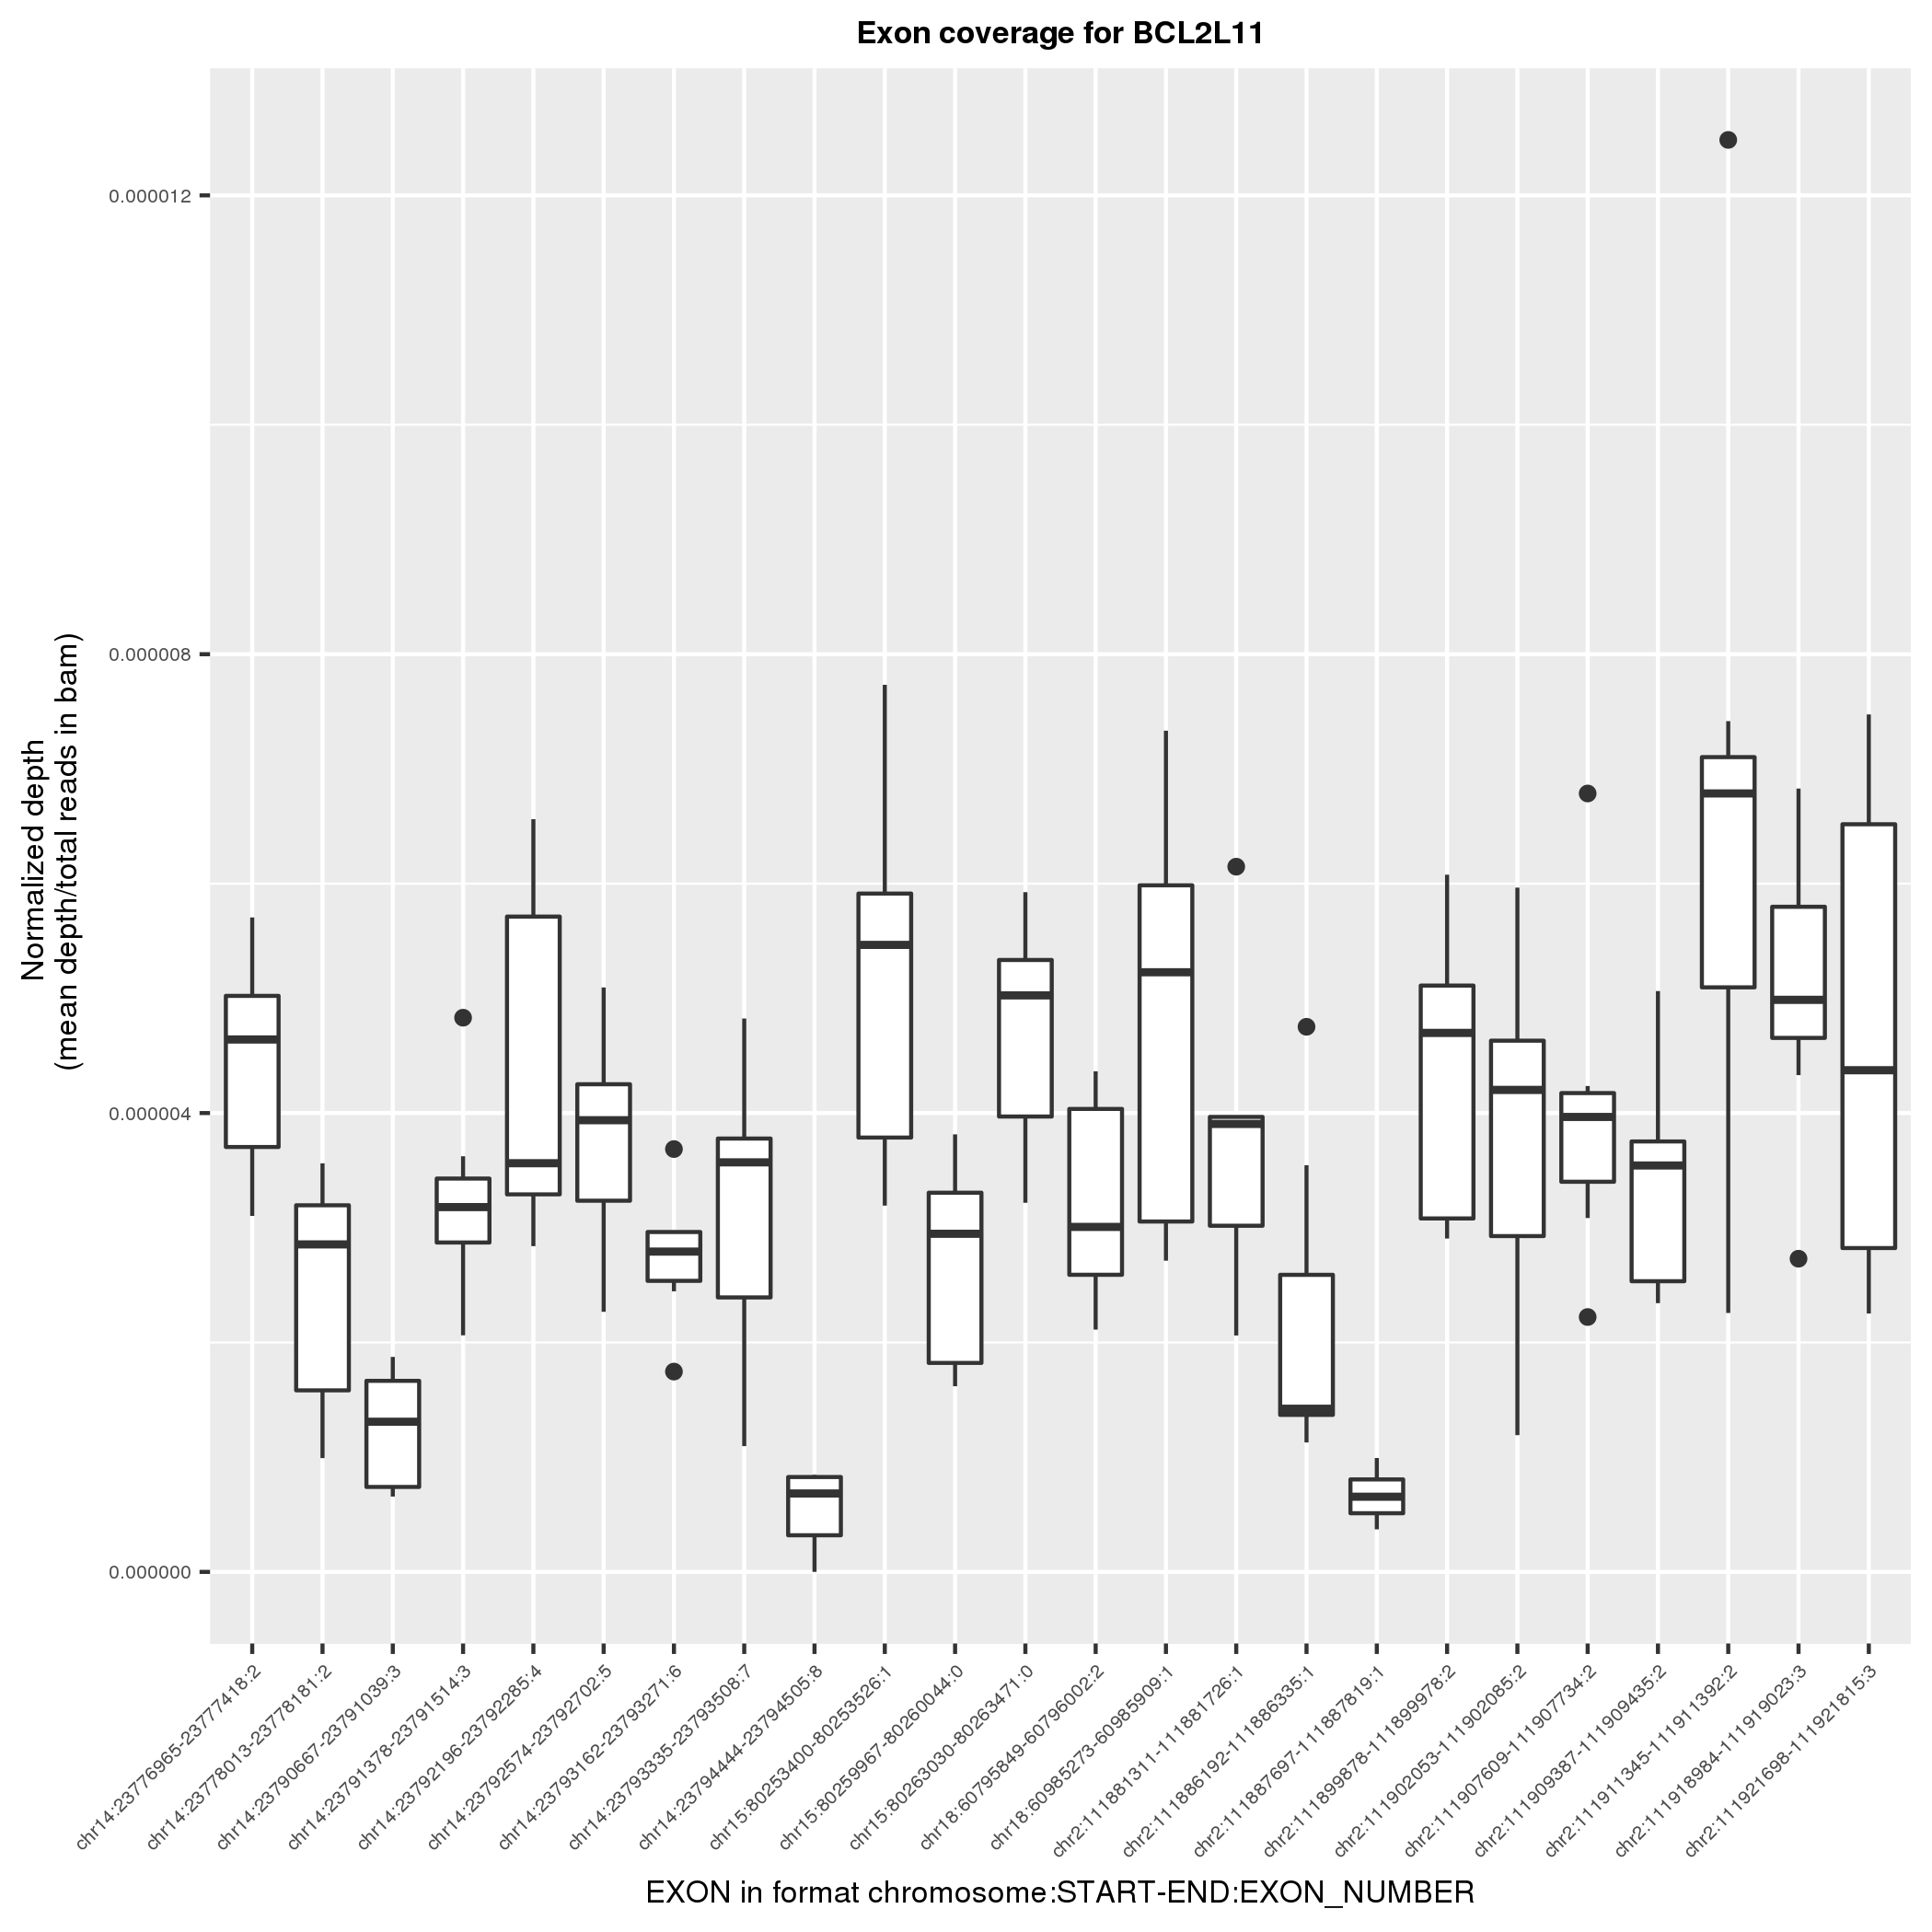 Exon coverage for BCL2L11
0.000012
0.000008
0.000004
0.000000
Normalized depth
(mean depth/total reads in bam)
chr14:23776965-23777418:2
chr14:23778013-23778181:2
chr14:23790667-23791039:3
chr14:23791378-23791514:3
chr14:23792196-23792285:4
chr14:23792574-23792702:5
chr14:23793162-23793271:6
chr14:23793335-23793508:7
chr14:23794444-23794505:8
chr15:80253400-80253526:1
chr15:80259967-80260044:0
chr15:80263030-80263471:0
chr18:60795849-60796002:2
chr18:60985273-60985909:1
chr2:111881311-111881726:1
chr2:111886192-111886335:1
chr2:111887697-111887819:1
chr2:111899878-111899978:2
chr2:111902053-111902085:2
chr2:111907609-111907734:2
chr2:111909387-111909435:2
chr2:111911345-111911392:2
chr2:111918984-111919023:3
chr2:111921698-111921815:3
EXON in format chromosome:START-END:EXON_NUMBER